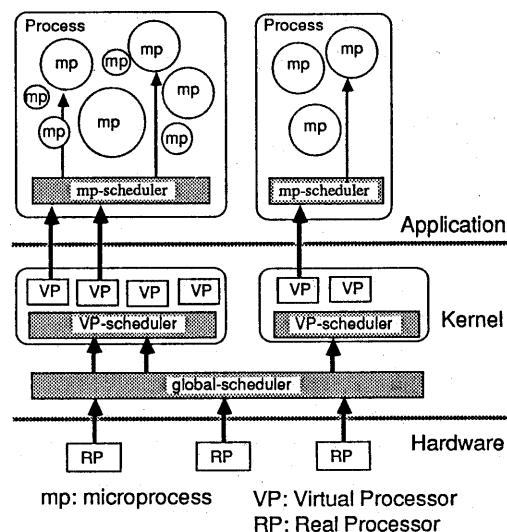 Process
mp
mp
mp
mp
mp
mp
mp
mp
mp-scheduler
Process
mp
mp
mp
mp-scheduler
Application
VP
VP
VP
VP
VP-scheduler
VP
VP
VP-scheduler
Kernel
global-scheduler
RP
RP
RP
Hardware
mp: microprocess
VP: Virtual Processor
RP: Real Processor